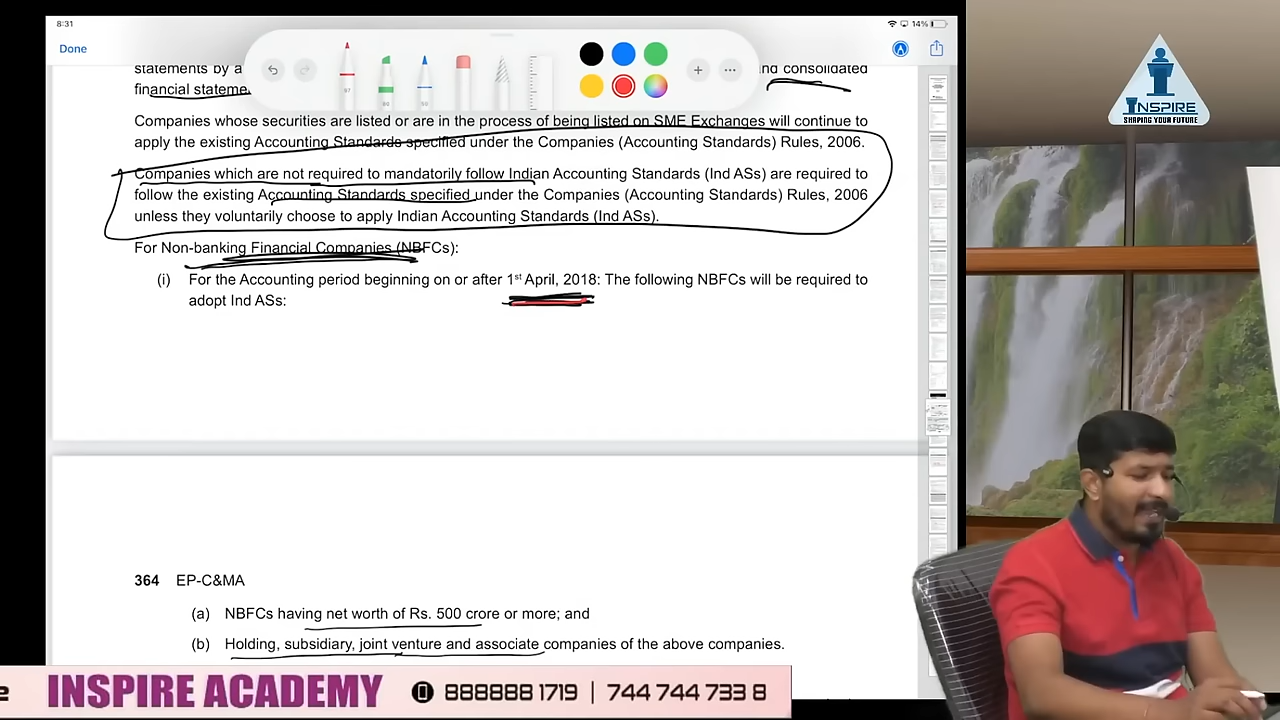 8:31
14%
Done
97
88
50
statements by a
nd consolidated
financial stateme
Companies whose securities are listed or are in the process of being listed on SME Exchanges will continue to
apply the existing Accounting Standards specified under the Companies (Accounting Standards) Rules, 2006.
Companies which are not required to mandatorily follow Indian Accounting Standards (Ind ASs) are required to
follow the existing Accounting Standards specified under the Companies (Accounting Standards) Rules, 2006
unless they voluntarily choose to apply Indian Accounting Standards (Ind ASs).
For Non-banking Financial Companies (NBFCs):
(i) For the Accounting period beginning on or after 1st April, 2018: The following NBFCs will be required to
adopt Ind ASs:
364 EP-C&MA
(a) NBFCs having net worth of Rs. 500 crore or more; and
(b) Holding, subsidiary, joint venture and associate companies of the above companies.
INSPIRE
SHAPING YOUR FUTURE
e INSPIRE ACADEMY 888888 1719 | 744 744 733 8